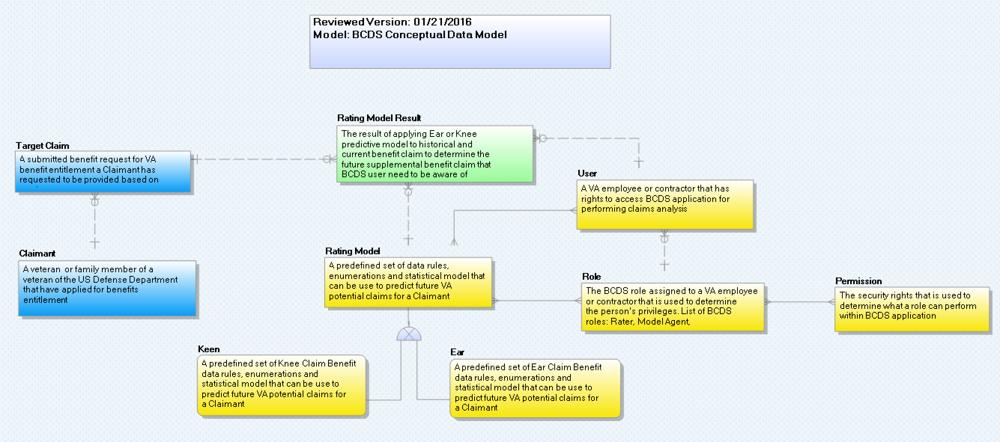 Reviewed Version: 01/21/2016
Model: BCDS Conceptual Data Model
Rating Model Result
The result of applying Ear or Knee
predictive model to historical and
current benefit claim to determine the
future supplemental benefit claim that
BCDS user need to be aware of
Target Claim
A submitted benefit request for VA
benefit entitlement a Claimant has
requested to be provided based on
User
A VA employee or contractor that has
rights to access BCDS application for
performing claims analysis
Claimant
A veteran or family member of a
veteran of the US Defense Department
that have applied for benefits
entitlement
Rating Model
A predefined set of data rules,
enumerations and statistical model that
can be use to predict future VA
potential claims for a Claimant
Role
The BCDS role assigned to a VA employee
or contractor that is used to determine
the person's privileges. List of BCDS
roles: Rater, Model Agent,
Permission
The security rights that is used to
determine what a role can perform
within BCDS application
Keen
A predefined set of Knee Claim Benefit
data rules, enumerations and
statistical model that can be use to
predict future VA potential claims for
a Claimant
Ear
A predefined set of Ear Claim Benefit
data rules, enumerations and
statistical model that can be use to
predict future VA potential claims for
a Claimant